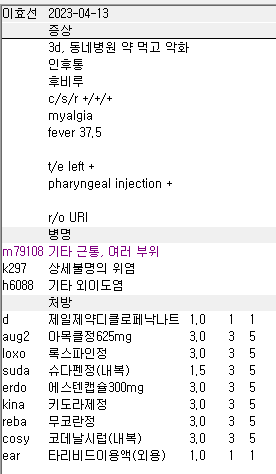 이효선 2023-04-13
증상
3d, 동네병원 약 먹고 악화
인후통
후비루
c/s/r +/+/+
myalgia
fever 37.5
t/e left +
pharyngeal injection +
r/o URI
병명
m79108 기타 근통, 여러 부위
k297 상세불명의 위염
h6088 기타 외이도염
처방
d 제일제약디클로페낙나트 1.0 1 1
aug2 아목클정625mg 3.0 3 5
loxo 록스파인정 3.0 3 5
suda 슈다펜정(내복) 1.5 3 5
erdo 에스텐캡슐300mg 3.0 3 5
kina 키도라제정 3.0 3 5
reba 무코란정 3.0 3 5
cosy 코데날시럽(내복) 3.0 3 5
ear 타리비드이용액(외용) 1.0 1 1